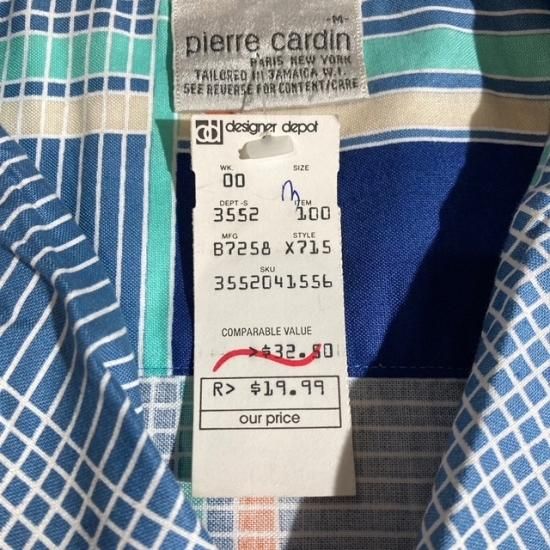 -M-
pierre cardin
PARIS NEW YORK
TAILORED IN JAMAICA W.I.
SEE REVERSE FOR CONTENT/CARE
dd designer depot
WK. SIZE
00 m
DEPT -S ITEM
3552 100
MFG STYLE
B7258 X715
SKU
3552041556
COMPARABLE VALUE
>$32.50
R> $19.99
our price